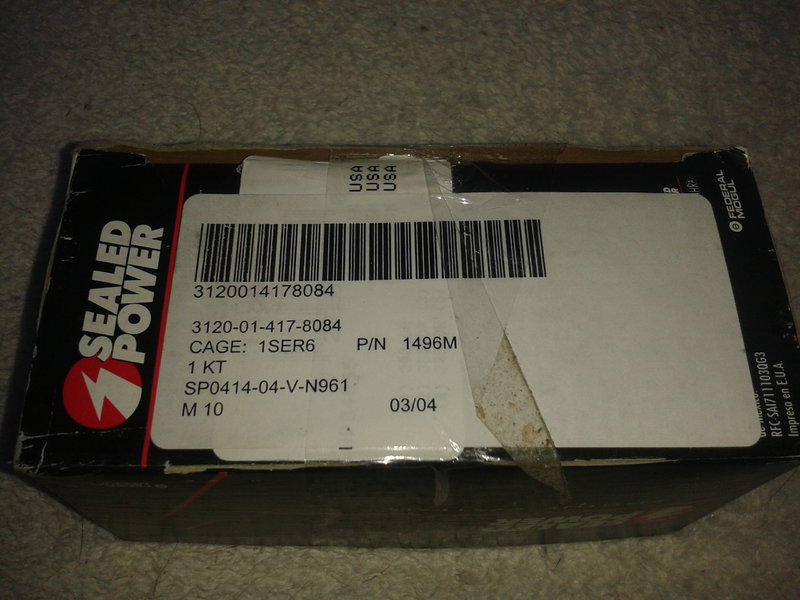 USA
USA
USA
SEALED
POWER
FEDERAL
MOGUL
3120014178084
3120-01-417-8084
CAGE: 1SER6 P/N 1496M
1 KT
SP0414-04-V-N961
M 10 03/04
RFC-SAI7111030G3
Impreso en E.U.A.